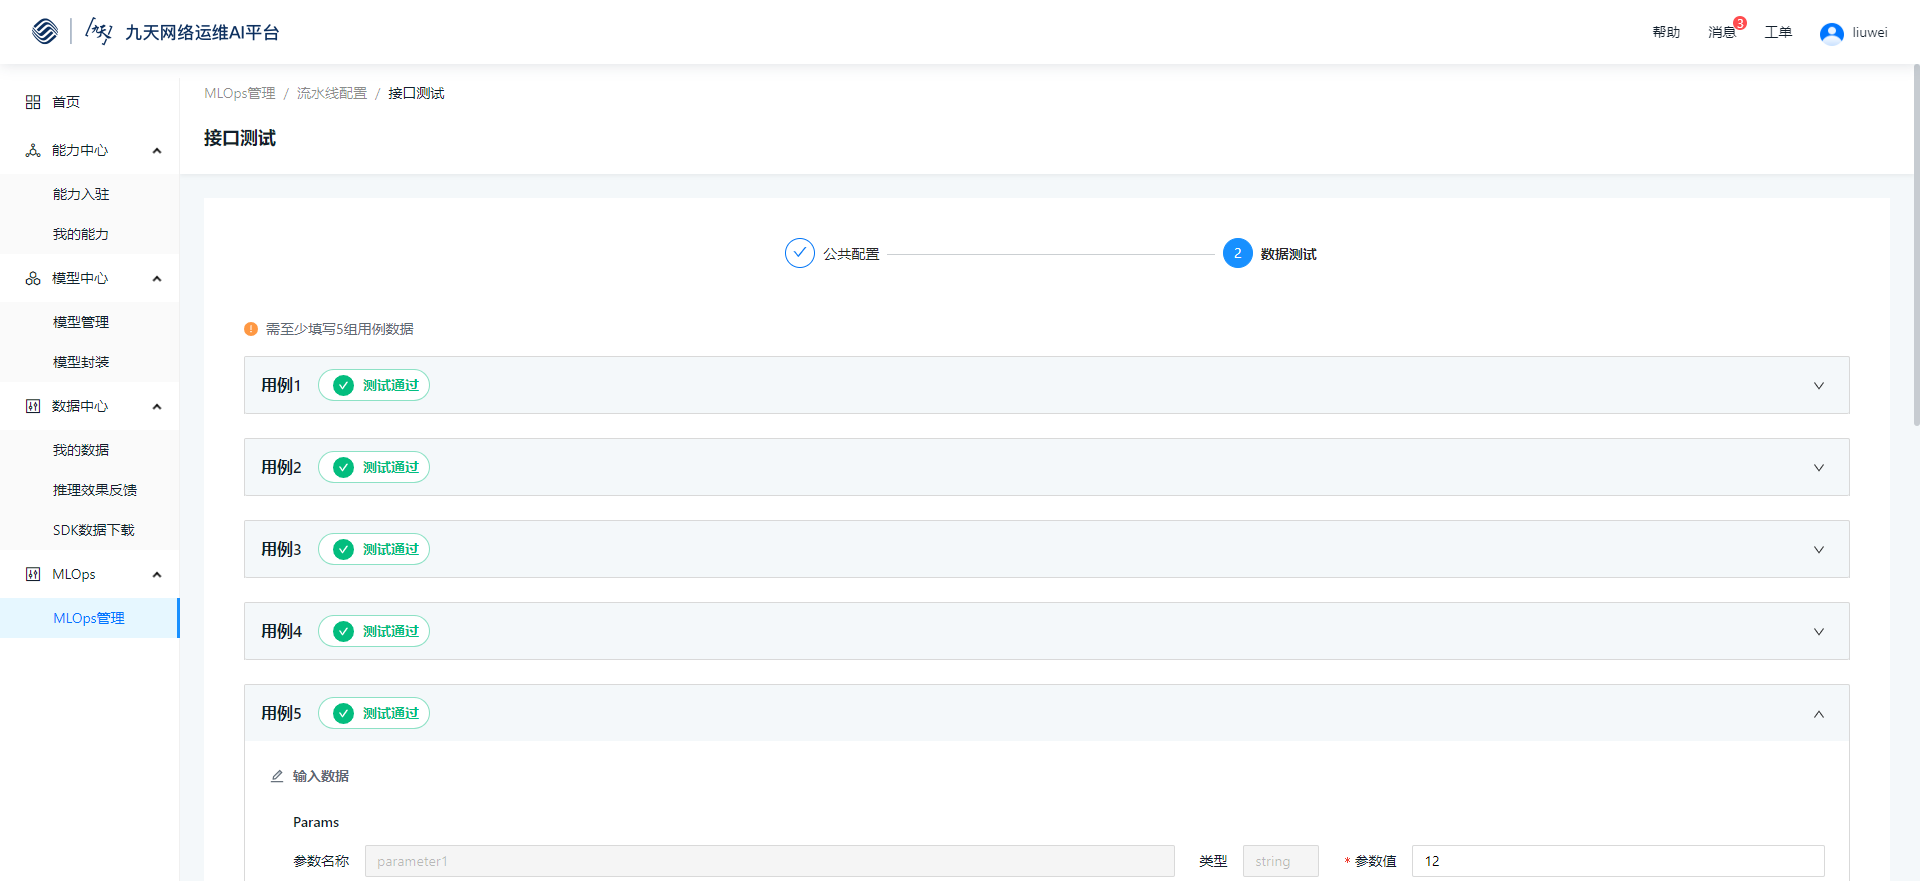 九天网络运维AI平台
帮助 消息 3 工单 liuwei
首页
能力中心
能力入驻
我的能力
模型中心
模型管理
模型封装
数据中心
我的数据
推理效果反馈
SDK数据下载
MLOps
MLOps管理
MLOps管理 / 流水线配置 / 接口测试
接口测试
公共配置 2 数据测试
需至少填写5组用例数据
用例1 测试通过
用例2 测试通过
用例3 测试通过
用例4 测试通过
用例5 测试通过
输入数据
Params
参数名称 parameter1 类型 string * 参数值 12